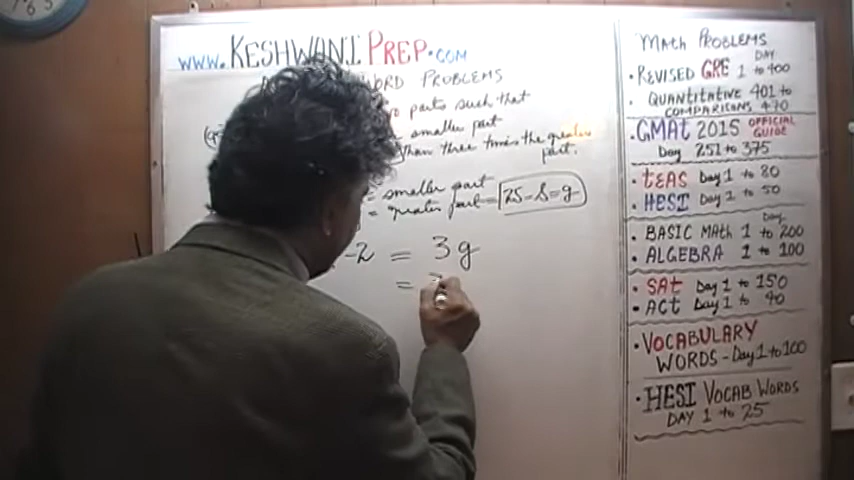 www.KESHWANI PREP.com
WORD PROBLEMS
parts such that
smaller part
than three times the greater
part.
= smaller part
= greater part = 25 - S = g
-2 = 3g
=
Math PROBLEMS
• REVISED GRE DAY 1 to 400
• QUANTITATIVE 401 to
COMPARISONS 470
• GMAt 2015 OFFICIAL GUIDE
Day 251 to 375
• tEAS Day 1 to 80
• HESI Day 1 to 50
• BASIC MAth Day 1 to 200
• ALGEBRA 1 to 100
• SAt Day 1 to 150
• ACt Day 1 to 90
• VOCABULARY
WORDS - Day 1 to 100
• HESI VOCAB WORDS
DAY 1 to 25